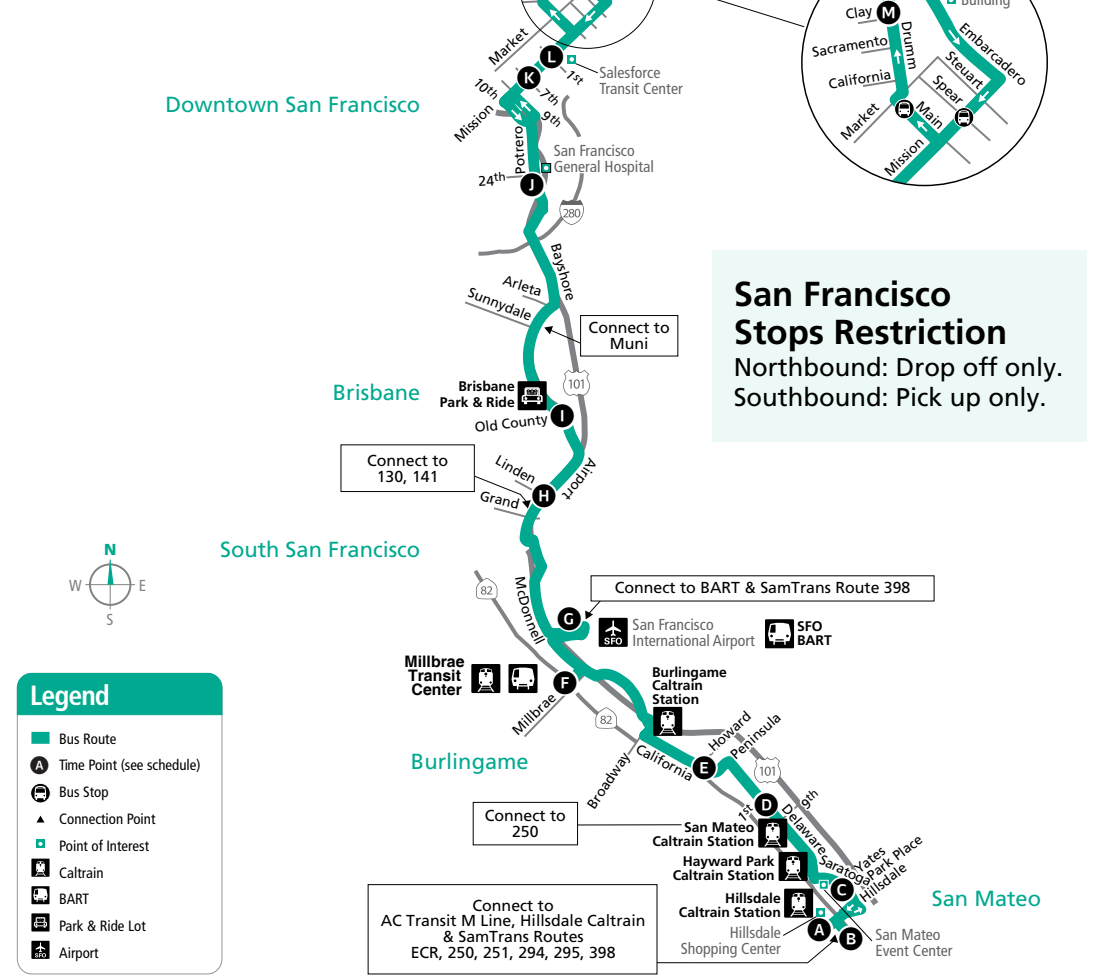 Building
Clay
M
Drumm
Embarcadero
Sacramento
Steuart
California
Spear
Market
Main
Mission
Market
L
1st
Salesforce
Transit Center
K
7th
10th
9th
Mission
Downtown San Francisco
Potrero
San Francisco
General Hospital
24th
J
280
Bayshore
Arleta
Sunnydale
Connect to
Muni
San Francisco
Stops Restriction
Northbound: Drop off only.
Southbound: Pick up only.
101
Brisbane
Brisbane
Park & Ride
I
Old County
Connect to
130, 141
Linden
Airport
H
Grand
South San Francisco
N
W
E
S
82
McDonnell
Connect to BART & SamTrans Route 398
G
SFO
San Francisco
International Airport
SFO
BART
Millbrae
Transit
Center
F
Millbrae
82
Burlingame
Caltrain
Station
Burlingame
Broadway
California
E
Howard
Peninsula
101
Connect to
250
1st
D
Delaware
9th
San Mateo
Caltrain Station
Hayward Park
Caltrain Station
Saratoga
Yates
Park Place
Hillsdale
C
San Mateo
Hillsdale
Caltrain Station
Hillsdale
Shopping Center
A
B
San Mateo
Event Center
Connect to
AC Transit M Line, Hillsdale Caltrain
& SamTrans Routes
ECR, 250, 251, 294, 295, 398
Legend
Bus Route
A
Time Point (see schedule)
Bus Stop
Connection Point
Point of Interest
Caltrain
BART
Park & Ride Lot
SFO
Airport